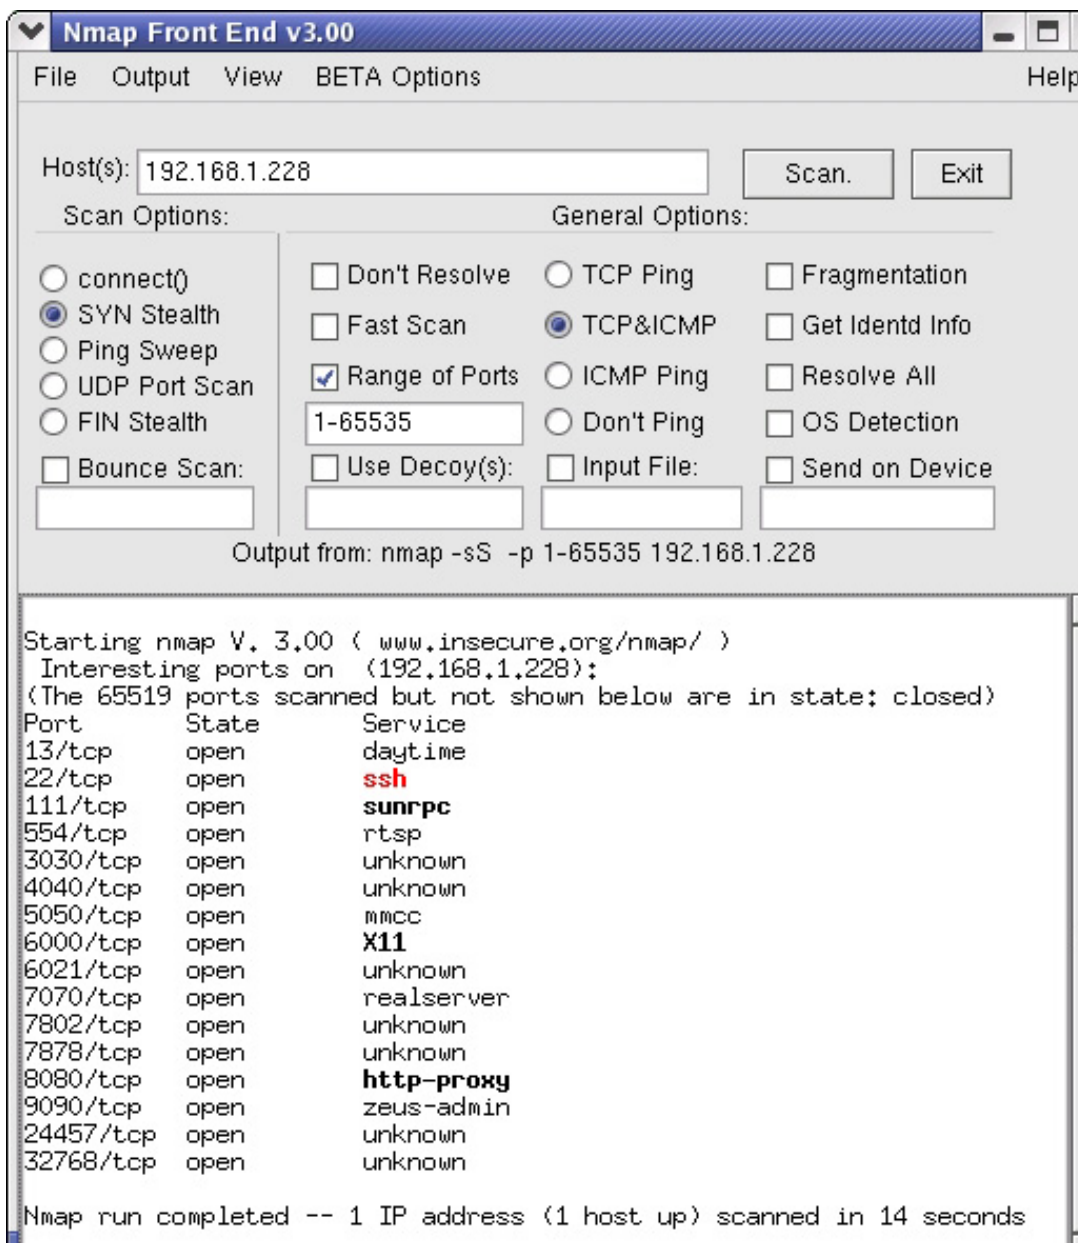 Nmap Front End v3.00
File Output View BETA Options Help
Host(s): 192.168.1.228 Scan. Exit
Scan Options: General Options:
connect() Don't Resolve TCP Ping Fragmentation
SYN Stealth Fast Scan TCP&ICMP Get Identd Info
Ping Sweep Range of Ports ICMP Ping Resolve All
UDP Port Scan
FIN Stealth 1-65535 Don't Ping OS Detection
Bounce Scan: Use Decoy(s): Input File: Send on Device
Output from: nmap -sS -p 1-65535 192.168.1.228
Starting nmap V. 3.00 ( www.insecure.org/nmap/ )
Interesting ports on (192.168.1.228):
(The 65519 ports scanned but not shown below are in state: closed)
Port State Service
13/tcp open daytime
22/tcp open ssh
111/tcp open sunrpc
554/tcp open rtsp
3030/tcp open unknown
4040/tcp open unknown
5050/tcp open mmcc
6000/tcp open X11
6021/tcp open unknown
7070/tcp open realserver
7802/tcp open unknown
7878/tcp open unknown
8080/tcp open http-proxy
9090/tcp open zeus-admin
24457/tcp open unknown
32768/tcp open unknown
Nmap run completed -- 1 IP address (1 host up) scanned in 14 seconds